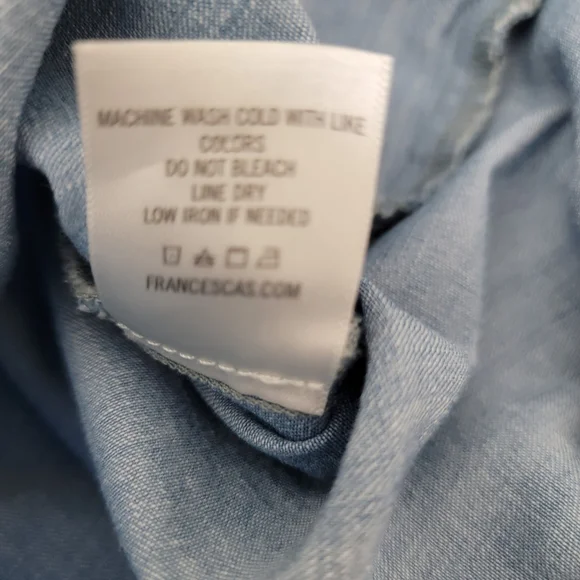 MACHINE WASH COLD WITH LIKE
COLORS
DO NOT BLEACH
LINE DRY
LOW IRON IF NEEDED
FRANCESCAS.COM